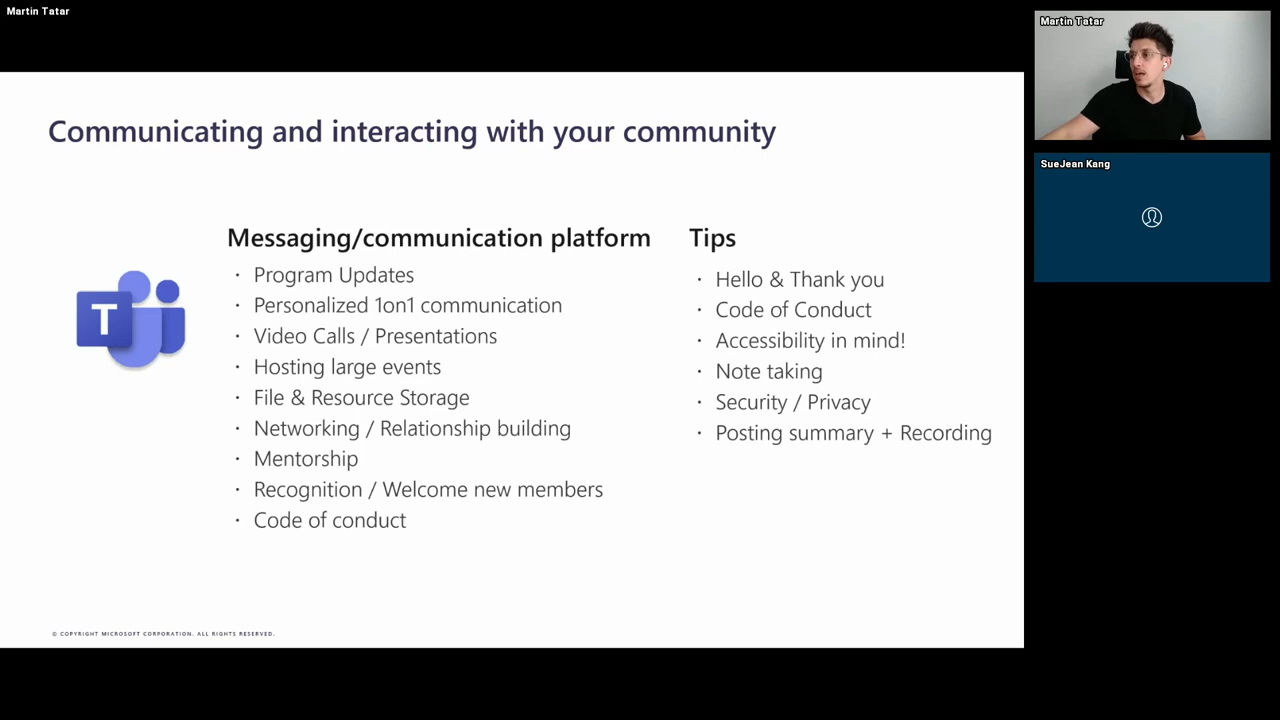 Martin Tatar
Martin Tatar
SueJean Kang
Communicating and interacting with your community
Messaging/communication platform
· Program Updates
· Personalized 1on1 communication
· Video Calls / Presentations
· Hosting large events
· File & Resource Storage
· Networking / Relationship building
· Mentorship
· Recognition / Welcome new members
· Code of conduct
Tips
· Hello & Thank you
· Code of Conduct
· Accessibility in mind!
· Note taking
· Security / Privacy
· Posting summary + Recording
T
© COPYRIGHT MICROSOFT CORPORATION. ALL RIGHTS RESERVED.